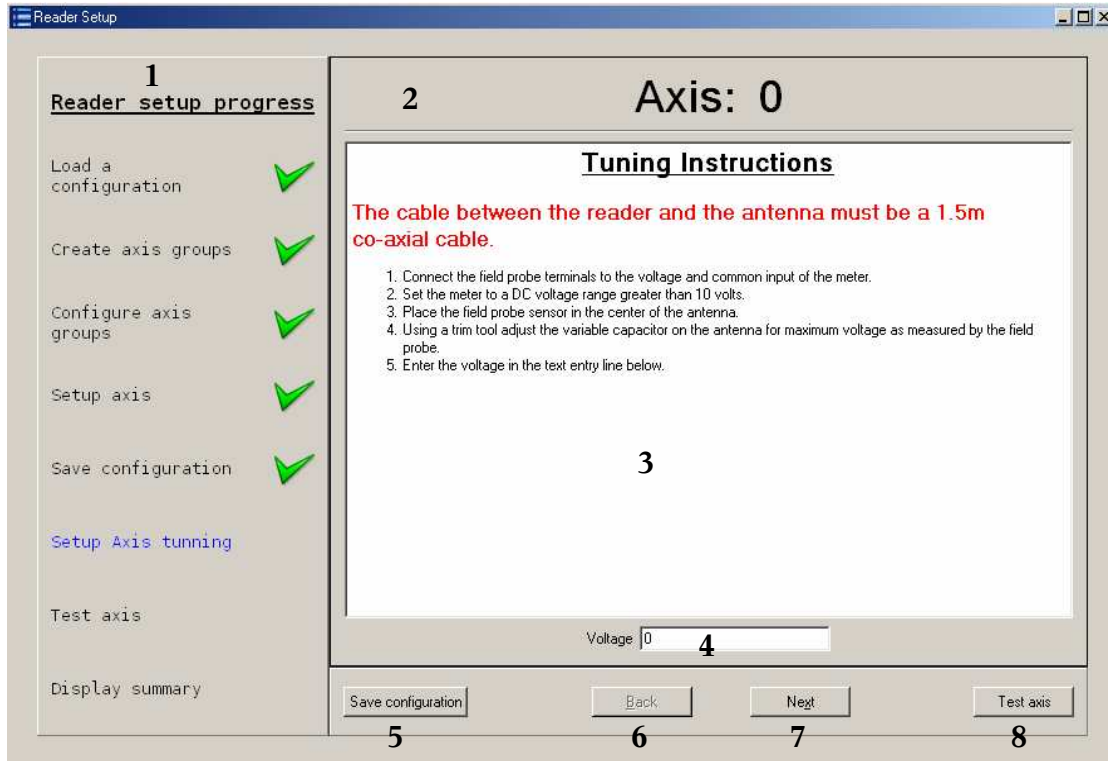 Reader Setup
1
Reader setup progress
Load a
configuration
Create axis groups
Configure axis
groups
Setup axis
Save configuration
Setup Axis tunning
Test axis
Display summary
2
Axis: 0
Tuning Instructions
The cable between the reader and the antenna must be a 1.5m
co-axial cable.
1. Connect the field probe terminals to the voltage and common input of the meter.
2. Set the meter to a DC voltage range greater than 10 volts.
3. Place the field probe sensor in the center of the antenna.
4. Using a trim tool adjust the variable capacitor on the antenna for maximum voltage as measured by the field
probe.
5. Enter the voltage in the text entry line below.
3
Voltage 0
4
Save configuration
Back
Next
Test axis
5
6
7
8